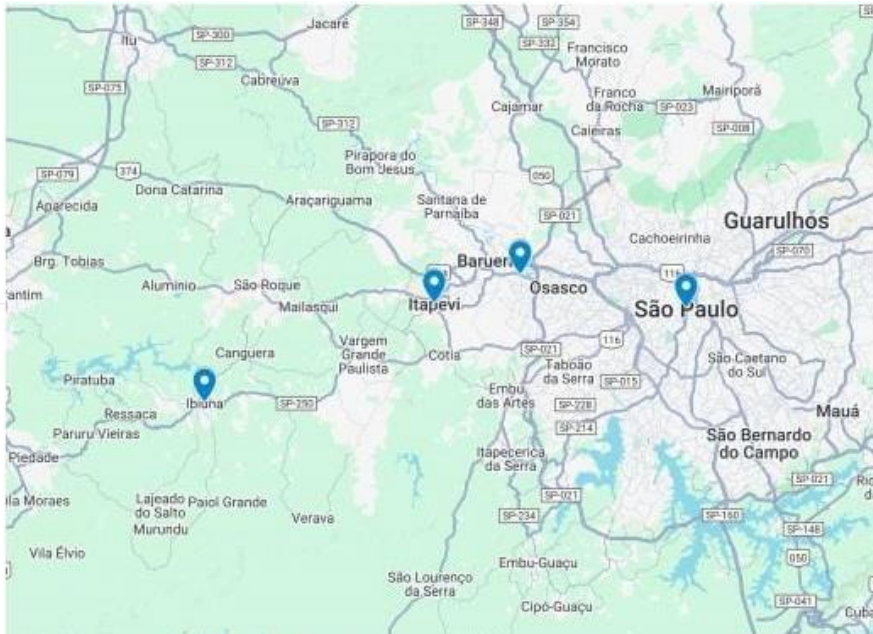 SP-348
SP-354
Jacaré
Itu
SP-300
SP-332
Francisco
Morato
SP-312
Cabreúva
Mairiporã
SP-075
Franco
da Rocha
SP-023
Cajamar
SP-312
Caieiras
SP-008
Pirapora do
Bom Jesus
374
SP-079
050
Dona Catarina
Araçariguama
Santana de
Parnaíba
Aparecida
SP-021
Guarulhos
Cachoeirinha
SP-070
Brg. Tobias
Barueri
116
Aluminio
São Roque
Osasco
Itapevi
Mailasqui
São Paulo
Vargem
Grande
Paulista
116
Canguera
Cotia
SP-021
São Caetano
do Sul
Taboão
da Serra
SP-015
Piratuba
Embu
das Artes
Ibiúna
SP-250
SP-228
Mauá
Ressaca
SP-214
Paruru Vieiras
São Bernardo
do Campo
Piedade
Itapecerica
da Serra
SP-021
Lajeado
do Salto
Paiol Grande
SP-021
Murundu
Verava
SP-234
SP-160
SP-148
Vila Élvio
Embu-Guaçu
050
São Lourenço
da Serra
Cipó-Guaçu
SP-041